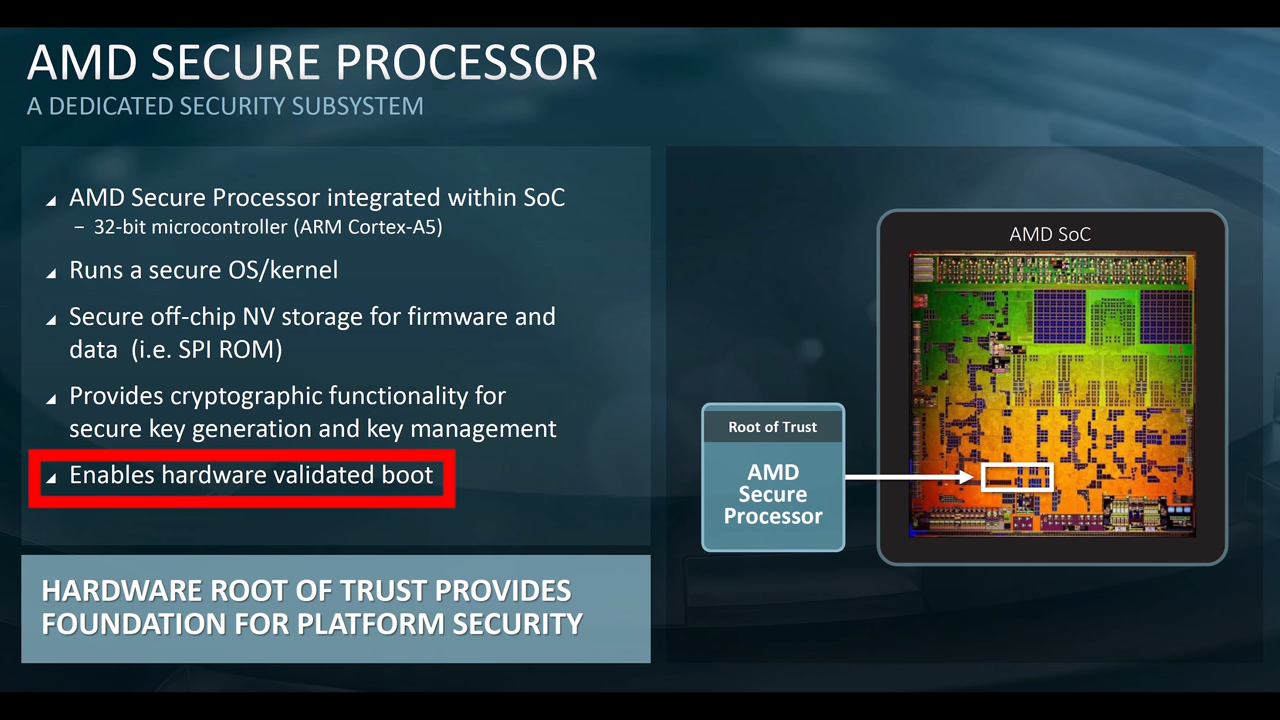 AMD SECURE PROCESSOR
A DEDICATED SECURITY SUBSYSTEM
AMD Secure Processor integrated within SoC
– 32-bit microcontroller (ARM Cortex-A5)
Runs a secure OS/kernel
Secure off-chip NV storage for firmware and
data (i.e. SPI ROM)
Provides cryptographic functionality for
secure key generation and key management
Enables hardware validated boot
HARDWARE ROOT OF TRUST PROVIDES
FOUNDATION FOR PLATFORM SECURITY
Root of Trust
AMD
Secure
Processor
AMD SoC